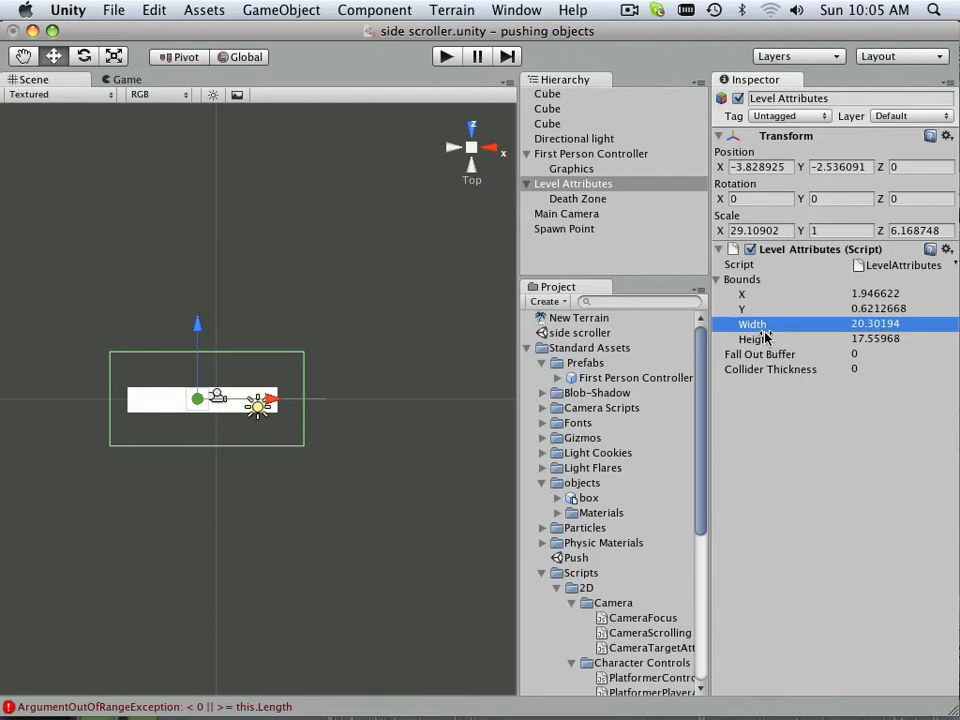 Unity File Edit Assets GameObject Component Terrain Window Help Sun 10:05 AM
side scroller.unity - pushing objects
Pivot Global Layers Layout
Scene Game
Textured RGB
z
x
Top
Hierarchy
Cube
Cube
Cube
Directional light
First Person Controller
Graphics
Level Attributes
Death Zone
Main Camera
Spawn Point
Project
Create
New Terrain
side scroller
Standard Assets
Prefabs
First Person Controller
Blob-Shadow
Camera Scripts
Fonts
Gizmos
Light Cookies
Light Flares
objects
box
Materials
Particles
Physic Materials
Push
Scripts
2D
Camera
CameraFocus
CameraScrolling
CameraTargetAtt
Character Controls
PlatformerContro
PlatformerPlayer
Inspector
Level Attributes
Tag Untagged Layer Default
Transform
Position
X -3.828925 Y -2.536091 Z 0
Rotation
X 0 Y 0 Z 0
Scale
X 29.10902 Y 1 Z 6.168748
Level Attributes (Script)
Script LevelAttributes
Bounds
X 1.946622
Y 0.6212668
Width 20.30194
Height 17.55968
Fall Out Buffer 0
Collider Thickness 0
ArgumentOutOfRangeException: < 0 || >= this.Length